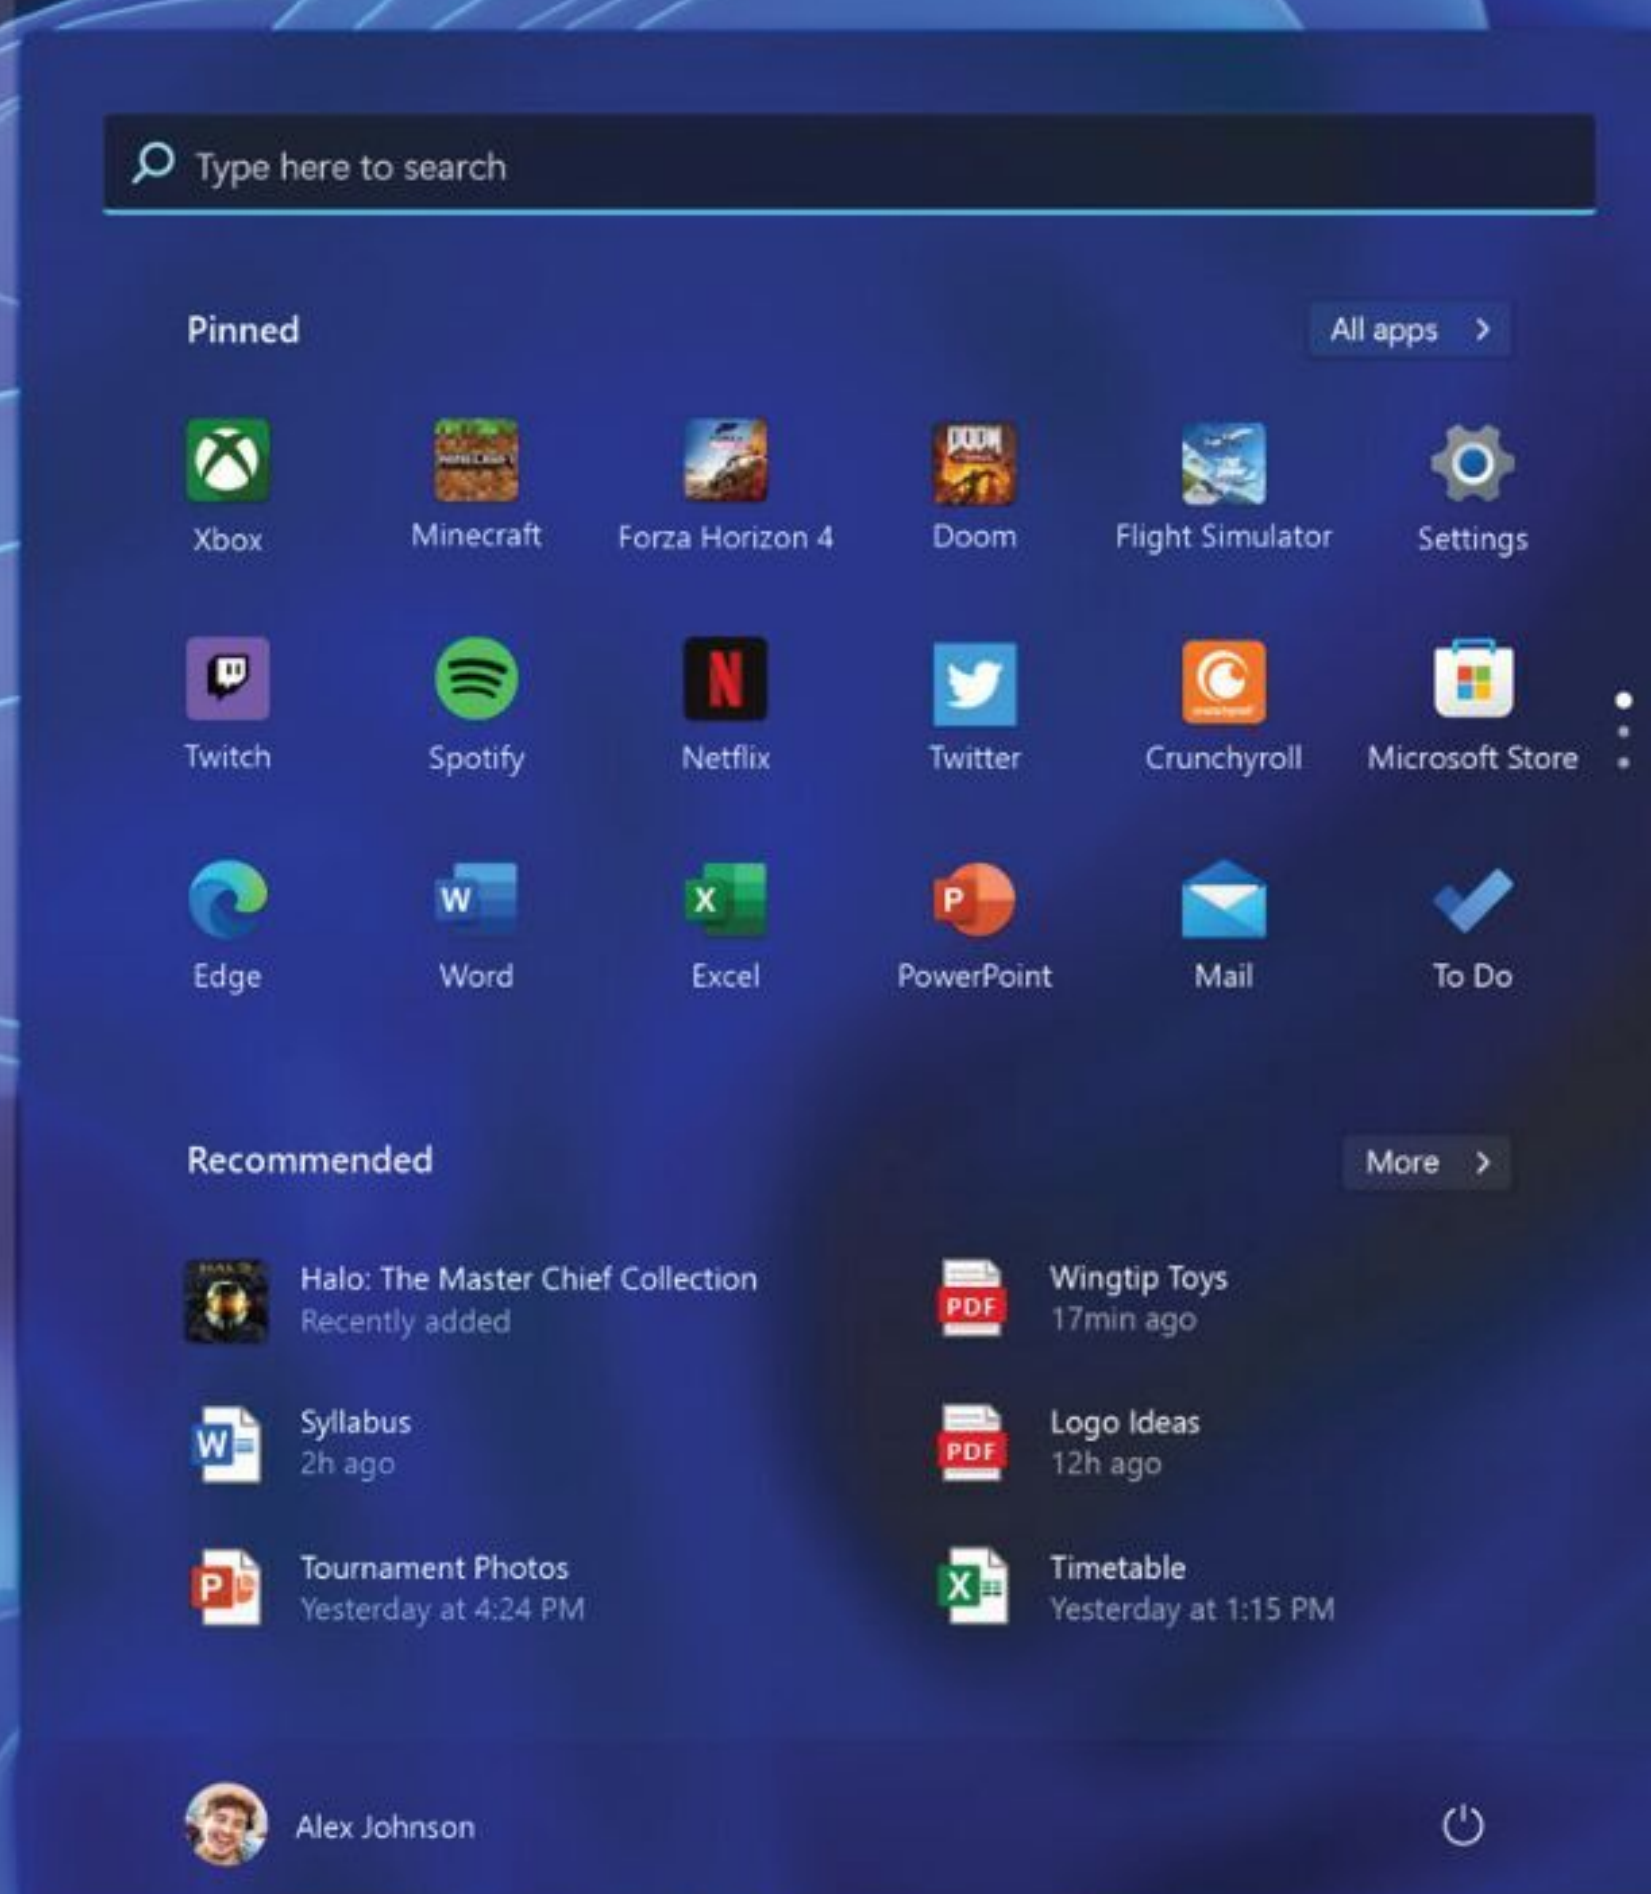 Type here to search
Pinned
All apps
Xbox
Minecraft
Forza Horizon 4
Doom
Flight Simulator
Settings
Twitch
Spotify
Netflix
Twitter
Crunchyroll
Microsoft Store
Edge
Word
Excel
PowerPoint
Mail
To Do
Recommended
More
Halo: The Master Chief Collection
Recently added
PDF
Wingtip Toys
17min ago
Syllabus
2h ago
PDF
Logo Ideas
12h ago
Tournament Photos
Yesterday at 4:24 PM
Timetable
Yesterday at 1:15 PM
Alex Johnson